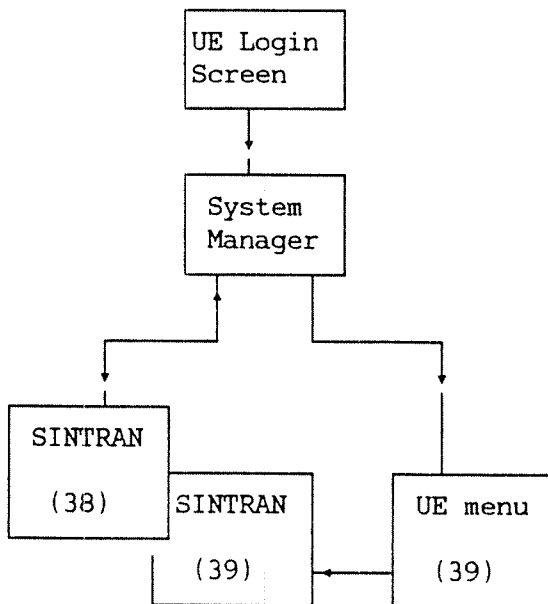 UE Login
Screen
System
Manager
SINTRAN
(38)
SINTRAN
(39)
UE menu
(39)